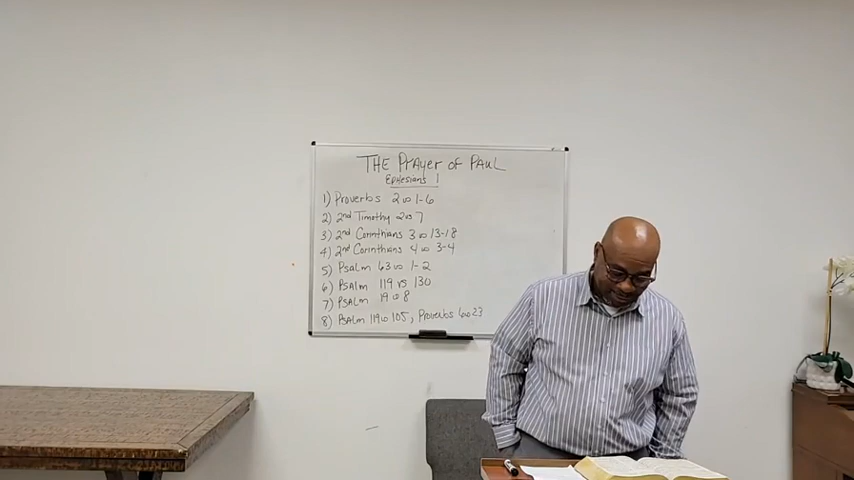 THE PRAYER OF PAUL
EPHESIANS 1
1) Proverbs 2 vs 1-6
2) 2nd Timothy 2 vs 7
3) 2nd Corinthians 3 vs 13-18
4) 2nd Corinthians 4 vs 3-4
5) Psalm 63 vs 1-2
6) Psalm 119 vs 130
7) Psalm 19 vs 8
8) Psalm 119 vs 105, Proverbs 6 vs 23